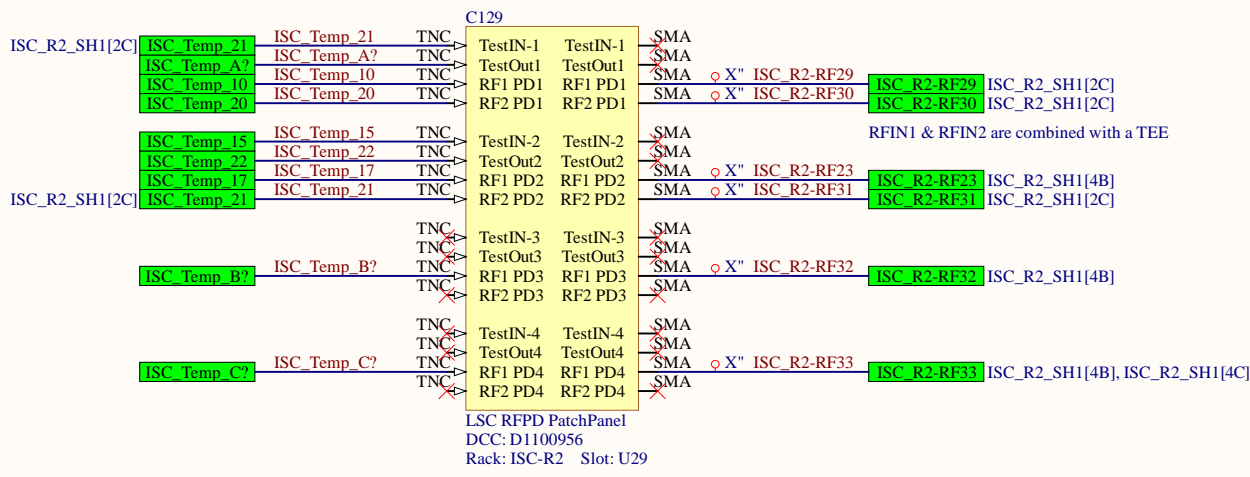 C129
ISC_R2_SH1[2C] ISC_Temp_21 ISC_Temp_21 TNC TestIN-1 TestIN-1 SMA
ISC_Temp_A? ISC_Temp_A? TNC TestOut1 TestOut1 SMA
ISC_Temp_10 ISC_Temp_10 TNC RF1 PD1 RF1 PD1 SMA X" ISC_R2-RF29 ISC_R2-RF29 ISC_R2_SH1[2C]
ISC_Temp_20 ISC_Temp_20 TNC RF2 PD1 RF2 PD1 SMA X" ISC_R2-RF30 ISC_R2-RF30 ISC_R2_SH1[2C]
RFIN1 & RFIN2 are combined with a TEE
ISC_Temp_15 ISC_Temp_15 TNC TestIN-2 TestIN-2 SMA
ISC_Temp_22 ISC_Temp_22 TNC TestOut2 TestOut2 SMA
ISC_Temp_17 ISC_Temp_17 TNC RF1 PD2 RF1 PD2 SMA X" ISC_R2-RF23 ISC_R2-RF23 ISC_R2_SH1[4B]
ISC_R2_SH1[2C] ISC_Temp_21 ISC_Temp_21 TNC RF2 PD2 RF2 PD2 SMA X" ISC_R2-RF31 ISC_R2-RF31 ISC_R2_SH1[2C]
TNC TestIN-3 TestIN-3 SMA
TNC TestOut3 TestOut3 SMA
ISC_Temp_B? ISC_Temp_B? TNC RF1 PD3 RF1 PD3 SMA X" ISC_R2-RF32 ISC_R2-RF32 ISC_R2_SH1[4B]
TNC RF2 PD3 RF2 PD3 SMA
TNC TestIN-4 TestIN-4 SMA
TNC TestOut4 TestOut4 SMA
ISC_Temp_C? ISC_Temp_C? TNC RF1 PD4 RF1 PD4 SMA X" ISC_R2-RF33 ISC_R2-RF33 ISC_R2_SH1[4B], ISC_R2_SH1[4C]
TNC RF2 PD4 RF2 PD4 SMA
LSC RFPD PatchPanel
DCC: D1100956
Rack: ISC-R2 Slot: U29